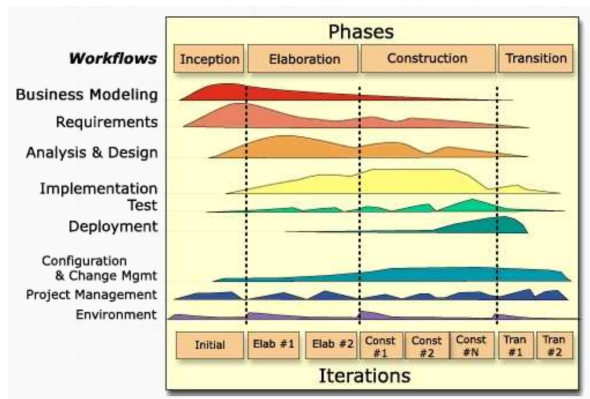 Phases
Workflows
Inception
Elaboration
Construction
Transition
Business Modeling
Requirements
Analysis & Design
Implementation
Test
Deployment
Configuration
& Change Mgmt
Project Management
Environment
Initial
Elab #1
Elab #2
Const
#1
Const
#2
Const
#N
Tran
#1
Tran
#2
Iterations